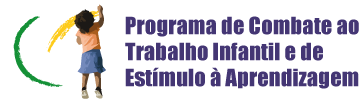 Programa de Combate ao
Trabalho Infantil e de
Estímulo à Aprendizagem